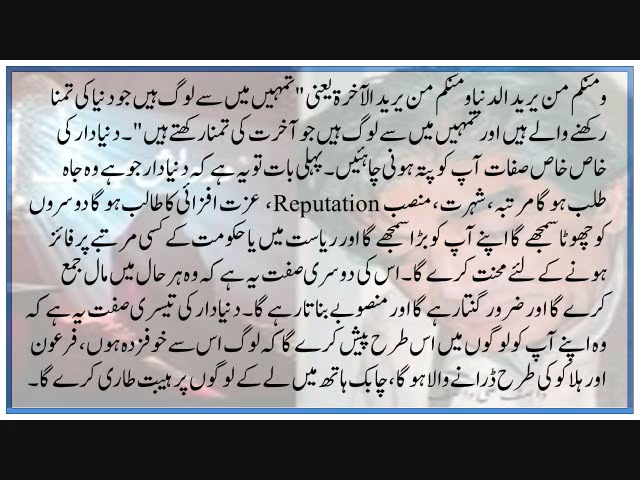 ومنکم من یرید الدنیا ومنکم من یرید الآخرۃ یعنی "تمہیں میں سے لوگ ہیں جو دنیا کی تمنا
رکھنے والے ہیں اور تمہیں میں سے لوگ ہیں جو آخرت کی تمنا رکھتے ہیں"۔ دنیادار کی
خاص خاص صفات آپ کو پتہ ہونی چاہئیں۔ پہلی بات تو یہ ہے کہ دنیادار جو ہے وہ جاہ
طلب ہو گا مرتبہ، شہرت، منصب Reputation، عزت افزائی کا طالب ہو گا دوسروں
کو چھوٹا سمجھے گا اپنے آپ کو بڑا سمجھے گا اور ریاست میں یا حکومت کے کسی مرتبے پر فائز
ہونے کے لئے محنت کرے گا۔ اس کی دوسری صفت یہ ہے کہ وہ ہر حال میں مال جمع
کرے گا اور ضرور گنتا رہے گا اور منصوبے بناتا رہے گا۔ دنیادار کی تیسری صفت یہ ہے کہ
وہ اپنے آپ کو لوگوں میں اس طرح پیش کرے گا کہ لوگ اس سے خوفزدہ ہوں، فرعون
اور ہلاکو کی طرح ڈرانے والا ہو گا، چابک ہاتھ میں لے کے لوگوں پر ہیبت طاری کرے گا۔
واصف علی واصف